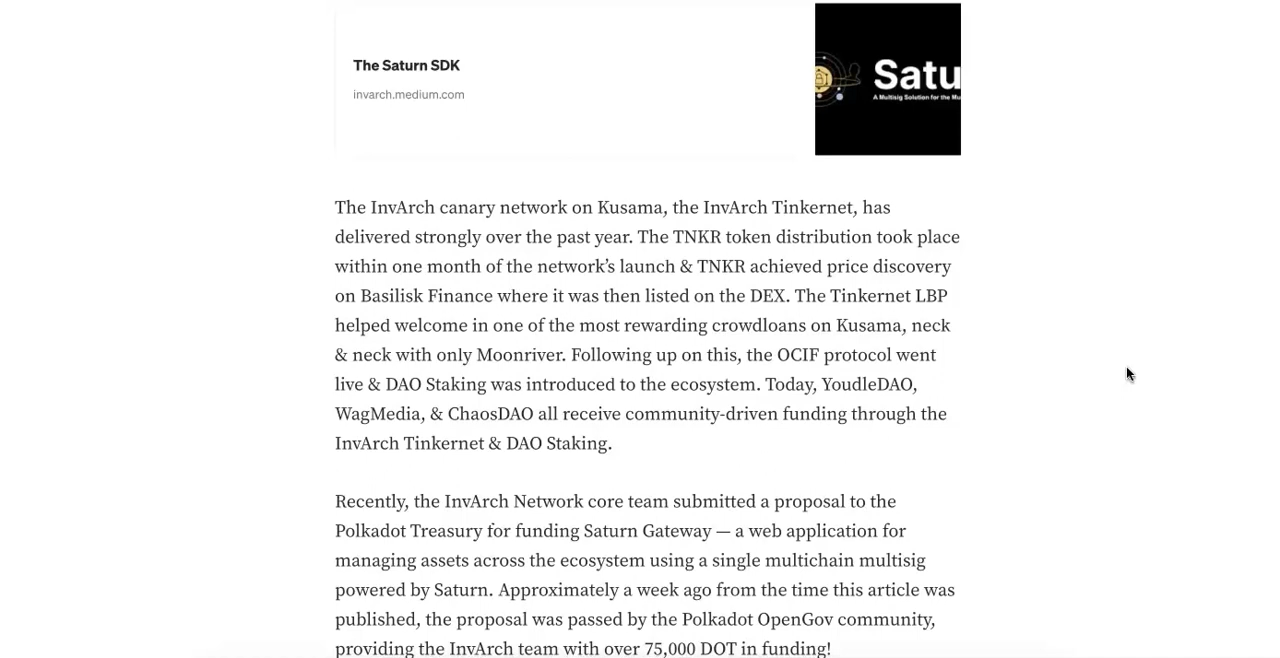 The Saturn SDK
invarch.medium.com
Satu
A Multisig Solution for the Mu
The InvArch canary network on Kusama, the InvArch Tinkernet, has
delivered strongly over the past year. The TNKR token distribution took place
within one month of the network’s launch & TNKR achieved price discovery
on Basilisk Finance where it was then listed on the DEX. The Tinkernet LBP
helped welcome in one of the most rewarding crowdloans on Kusama, neck
& neck with only Moonriver. Following up on this, the OCIF protocol went
live & DAO Staking was introduced to the ecosystem. Today, YoudleDAO,
WagMedia, & ChaosDAO all receive community-driven funding through the
InvArch Tinkernet & DAO Staking.
Recently, the InvArch Network core team submitted a proposal to the
Polkadot Treasury for funding Saturn Gateway — a web application for
managing assets across the ecosystem using a single multichain multisig
powered by Saturn. Approximately a week ago from the time this article was
published, the proposal was passed by the Polkadot OpenGov community,
providing the InvArch team with over 75,000 DOT in funding!